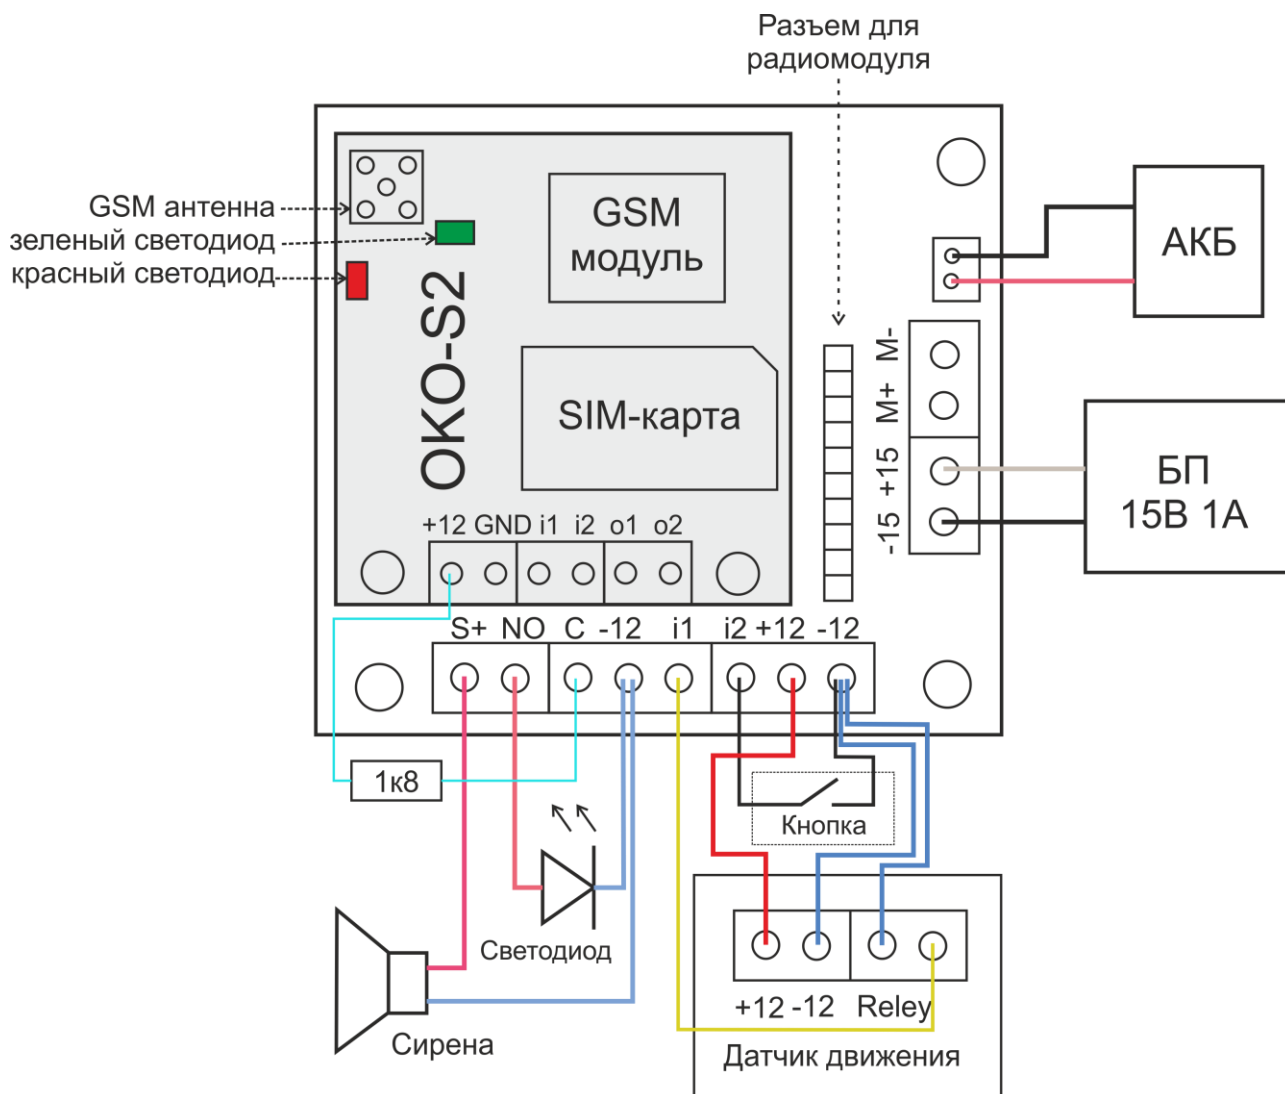 Разъем для
радиомодуля
GSM антенна
зеленый светодиод
красный светодиод
GSM
модуль
OKO-S2
SIM-карта
АКБ
M-
M+
+15
-15
БП
15В 1А
+12 GND i1 i2 o1 o2
S+ NO C -12 i1 i2 +12 -12
1к8
Кнопка
Светодиод
Сирена
+12 -12 Reley
Датчик движения